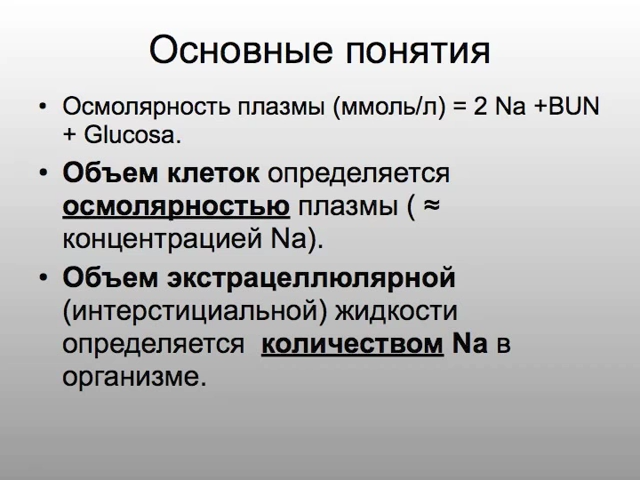 Основные понятия
• Осмолярность плазмы (ммоль/л) = 2 Na +BUN
+ Glucosa.
• Объем клеток определяется
осмолярностью плазмы ( ≈
концентрацией Na).
• Объем экстрацеллюлярной
(интерстициальной) жидкости
определяется количеством Na в
организме.